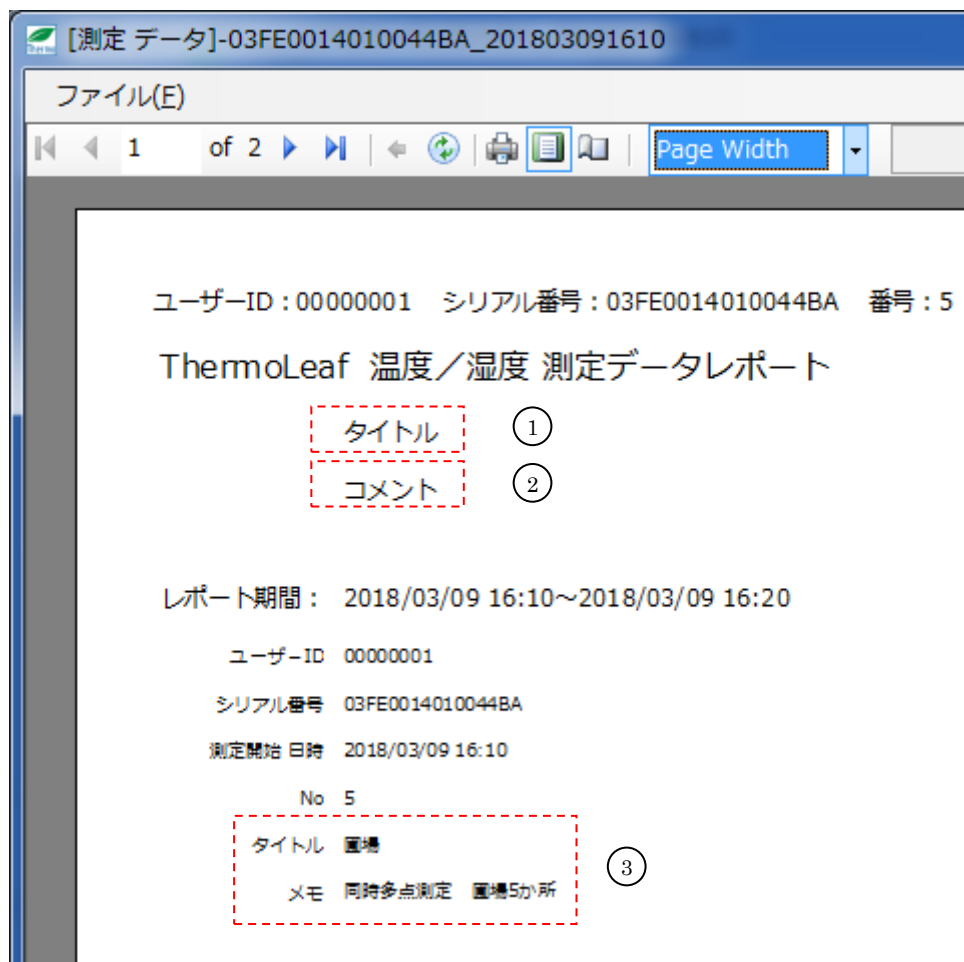 [測定 データ]-03FE0014010044BA_201803091610
ファイル(F)
1 of 2 Page Width
ユーザーID：00000001 シリアル番号：03FE0014010044BA 番号：5
ThermoLeaf 温度／湿度 測定データレポート
タイトル ①
コメント ②
レポート期間： 2018/03/09 16:10～2018/03/09 16:20
ユーザーID 00000001
シリアル番号 03FE0014010044BA
測定開始 日時 2018/03/09 16:10
No 5
タイトル 圃場
メモ 同時多点測定 圃場5か所
③